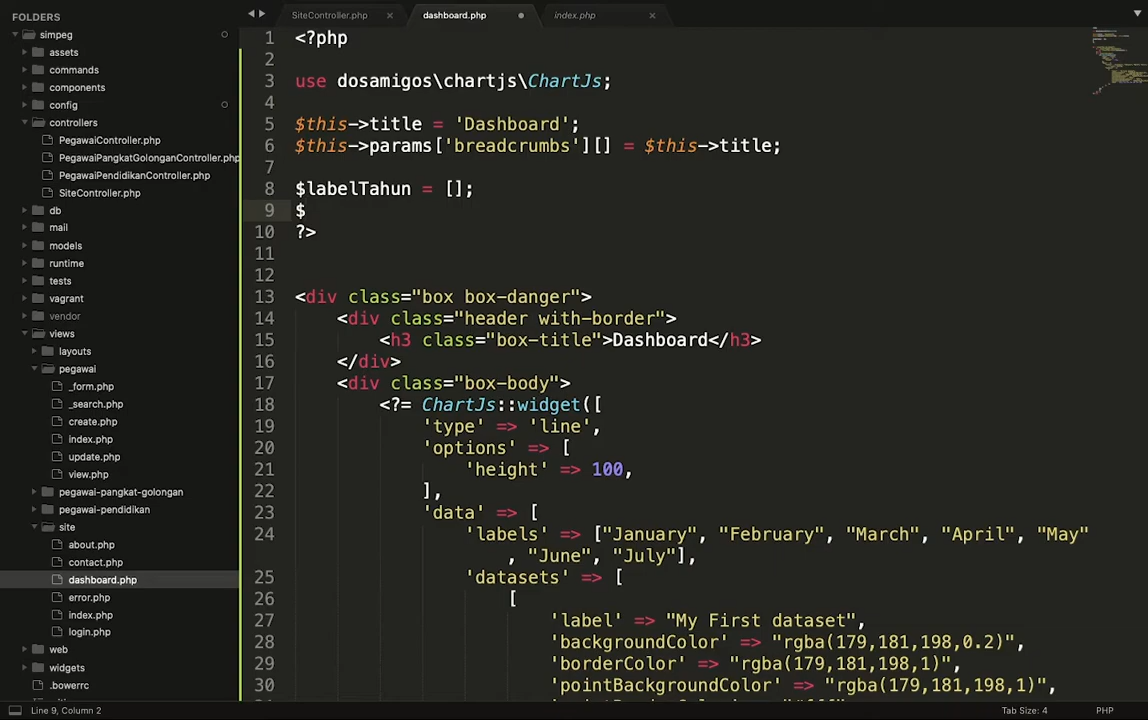 FOLDERS
simpeg
assets
commands
components
config
controllers
PegawaiController.php
PegawaiPangkatGolonganController.php
PegawaiPendidikanController.php
SiteController.php
db
mail
models
runtime
tests
vagrant
vendor
views
layouts
pegawai
_form.php
_search.php
create.php
index.php
update.php
view.php
pegawai-pangkat-golongan
pegawai-pendidikan
site
about.php
contact.php
dashboard.php
error.php
index.php
login.php
web
widgets
.bowerrc
SiteController.php dashboard.php index.php
1 <?php
2
3 use dosamigos\chartjs\ChartJs;
4
5 $this->title = 'Dashboard';
6 $this->params['breadcrumbs'][] = $this->title;
7
8 $labelTahun = [];
9 $
10 ?>
11
12
13 <div class="box box-danger">
14 <div class="header with-border">
15 <h3 class="box-title">Dashboard</h3>
16 </div>
17 <div class="box-body">
18 <?= ChartJs::widget([
19 'type' => 'line',
20 'options' => [
21 'height' => 100,
22 ],
23 'data' => [
24 'labels' => ["January", "February", "March", "April", "May"
, "June", "July"],
25 'datasets' => [
26 [
27 'label' => "My First dataset",
28 'backgroundColor' => "rgba(179,181,198,0.2)",
29 'borderColor' => "rgba(179,181,198,1)",
30 'pointBackgroundColor' => "rgba(179,181,198,1)",
Line 9, Column 2 Tab Size: 4 PHP